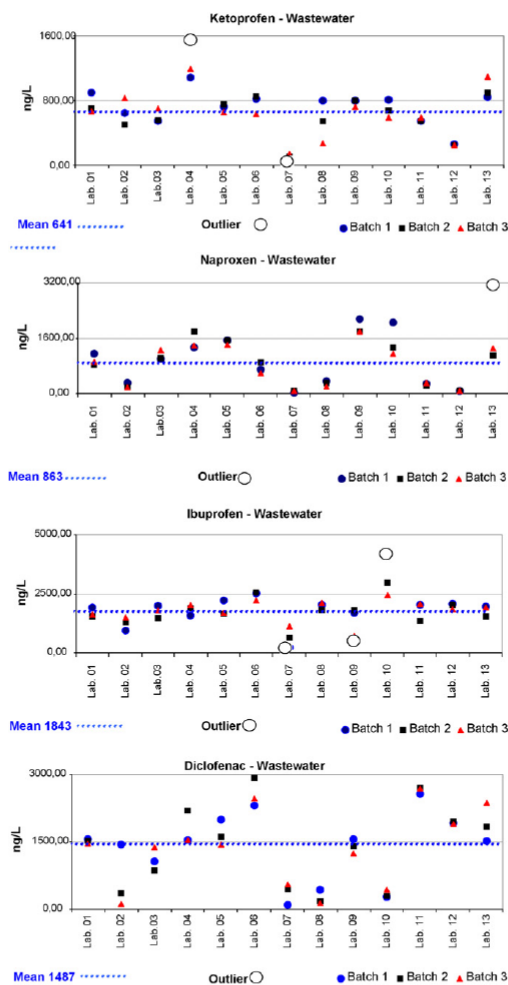 Ketoprofen - Wastewater
1600,00
800,00
0,00
ng/L
Lab. 01
Lab. 02
Lab.03
Lab. 04
Lab. 05
Lab. 06
Lab. 07
Lab. 08
Lab. 09
Lab. 10
Lab. 11
Lab. 12
Lab. 13
Mean 641 Outlier Batch 1 Batch 2 Batch 3
Naproxen - Wastewater
3200,00
1600,00
0,00
ng/L
Lab. 01
Lab. 02
Lab.03
Lab. 04
Lab. 05
Lab. 06
Lab. 07
Lab. 08
Lab. 09
Lab. 10
Lab. 11
Lab. 12
Lab. 13
Mean 863 Outlier Batch 1 Batch 2 Batch 3
Ibuprofen - Wastewater
5000,00
2500,00
0,00
ng/L
Lab. 01
Lab. 02
Lab.03
Lab. 04
Lab. 05
Lab. 06
Lab. 07
Lab. 08
Lab. 09
Lab. 10
Lab. 11
Lab. 12
Lab. 13
Mean 1843 Outlier Batch 1 Batch 2 Batch 3
Diclofenac - Wastewater
3000,00
1500,00
0,00
ng/L
Lab. 01
Lab. 02
Lab.03
Lab. 04
Lab. 05
Lab. 06
Lab. 07
Lab. 08
Lab. 09
Lab. 10
Lab. 11
Lab. 12
Lab. 13
Mean 1487 Outlier Batch 1 Batch 2 Batch 3